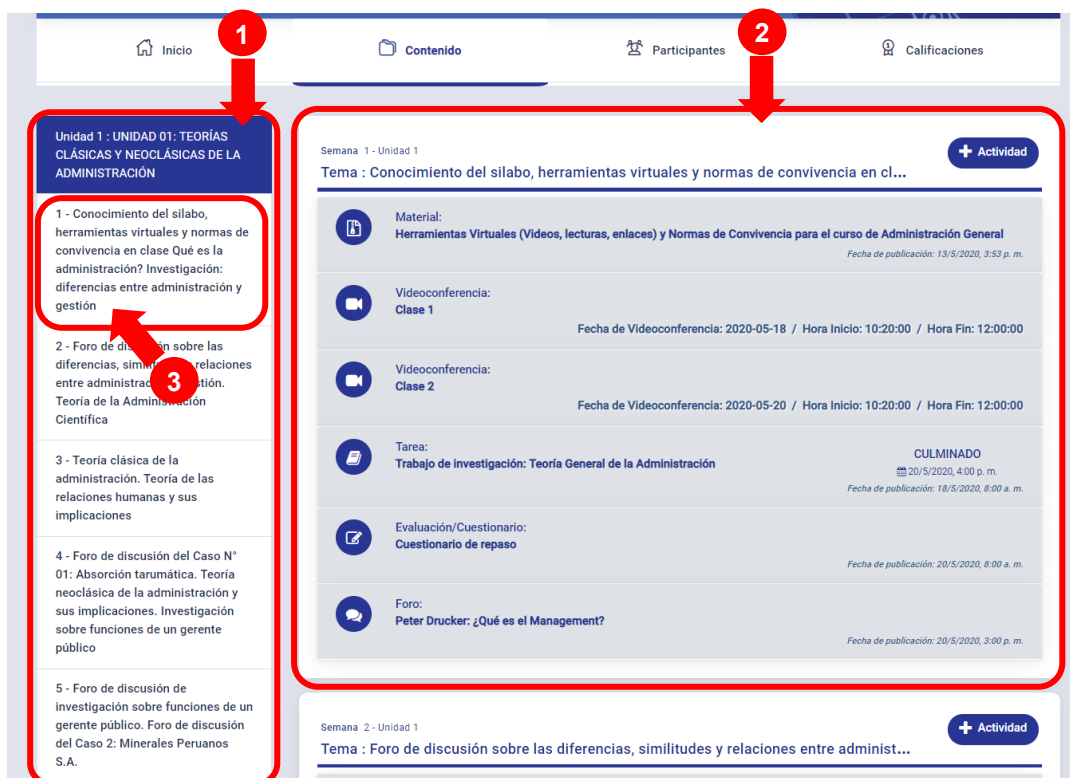 1
2
Inicio
Contenido
Participantes
Calificaciones
Unidad 1 : UNIDAD 01: TEORÍAS
CLÁSICAS Y NEOCLÁSICAS DE LA
ADMINISTRACIÓN
1 - Conocimiento del silabo,
herramientas virtuales y normas de
convivencia en clase Qué es la
administración? Investigación:
diferencias entre administración y
gestión
2 - Foro de sobre las
diferencias, relaciones
entre
3
Teoría de la Administración
Científica
3 - Teoría clásica de la
administración. Teoría de las
relaciones humanas y sus
implicaciones
4 - Foro de discusión del Caso N°
01: Absorción tarumática. Teoría
neoclásica de la administración y
sus implicaciones. Investigación
sobre funciones de un gerente
público
5 - Foro de discusión de
investigación sobre funciones de un
gerente público. Foro de discusión
del Caso 2: Minerales Peruanos
S.A.
Semana 1 - Unidad 1
+ Actividad
Tema : Conocimiento del silabo, herramientas virtuales y normas de convivencia en cl...
Material:
Herramientas Virtuales (Videos, lecturas, enlaces) y Normas de Convivencia para el curso de Administración General
Fecha de publicación: 13/5/2020, 3:53 p. m.
Videoconferencia:
Clase 1
Fecha de Videoconferencia: 2020-05-18 / Hora Inicio: 10:20:00 / Hora Fin: 12:00:00
Videoconferencia:
Clase 2
Fecha de Videoconferencia: 2020-05-20 / Hora Inicio: 10:20:00 / Hora Fin: 12:00:00
Tarea:
Trabajo de investigación: Teoría General de la Administración
CULMINADO
20/5/2020, 4:00 p. m.
Fecha de publicación: 18/5/2020, 8:00 a. m.
Evaluación/Cuestionario:
Cuestionario de repaso
Fecha de publicación: 20/5/2020, 8:00 a. m.
Foro:
Peter Drucker: ¿Qué es el Management?
Fecha de publicación: 20/5/2020, 3:00 p. m.
Semana 2 - Unidad 1
+ Actividad
Tema : Foro de discusión sobre las diferencias, similitudes y relaciones entre administ...